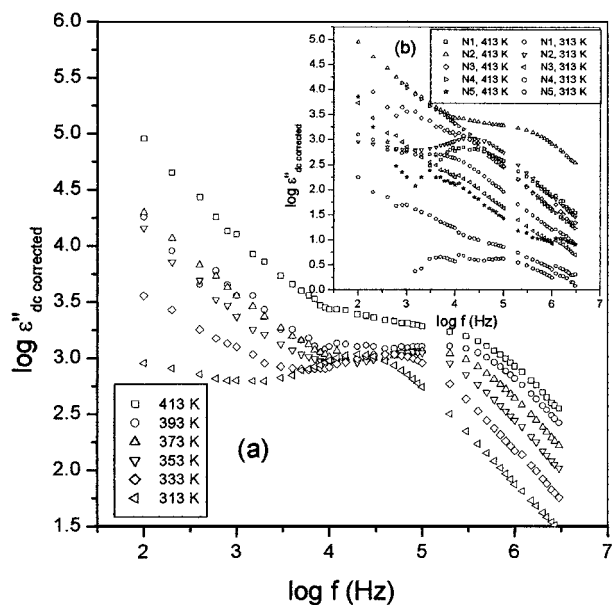 (a)
log ε"dc corrected
6.0
5.5
5.0
4.5
4.0
3.5
3.0
2.5
2.0
1.5
2
3
4
5
6
7
log f (Hz)
413 K
393 K
373 K
353 K
333 K
313 K
(b)
log ε"dc corrected
5.0
4.5
4.0
3.5
3.0
2.5
2.0
1.5
1.0
0.5
0.0
1
2
3
4
5
6
7
log f (Hz)
N1, 413 K N1, 313 K
N2, 413 K N2, 313 K
N3, 413 K N3, 313 K
N4, 413 K N4, 313 K
N5, 413 K N5, 313 K